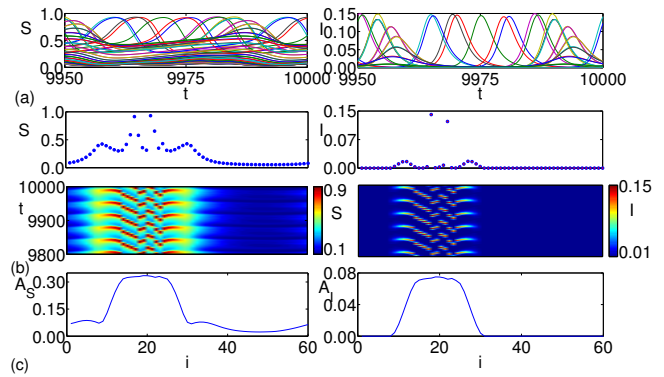 S 1.0 0.5 0.0
I 0.15 0.10 0.05 0.00
9950 9975 10000
9950 9975 10000
(a) t t
S 1.0 0.5 0.0
I 0.15 0.07 0.00
t 10000 9900 9800
0.9 S 0.1
0.15 I 0.01
(b)
A_S 0.30 0.15 0.00
A_I 0.08 0.04 0.00
0 20 40 60
0 20 40 60
(c) i i